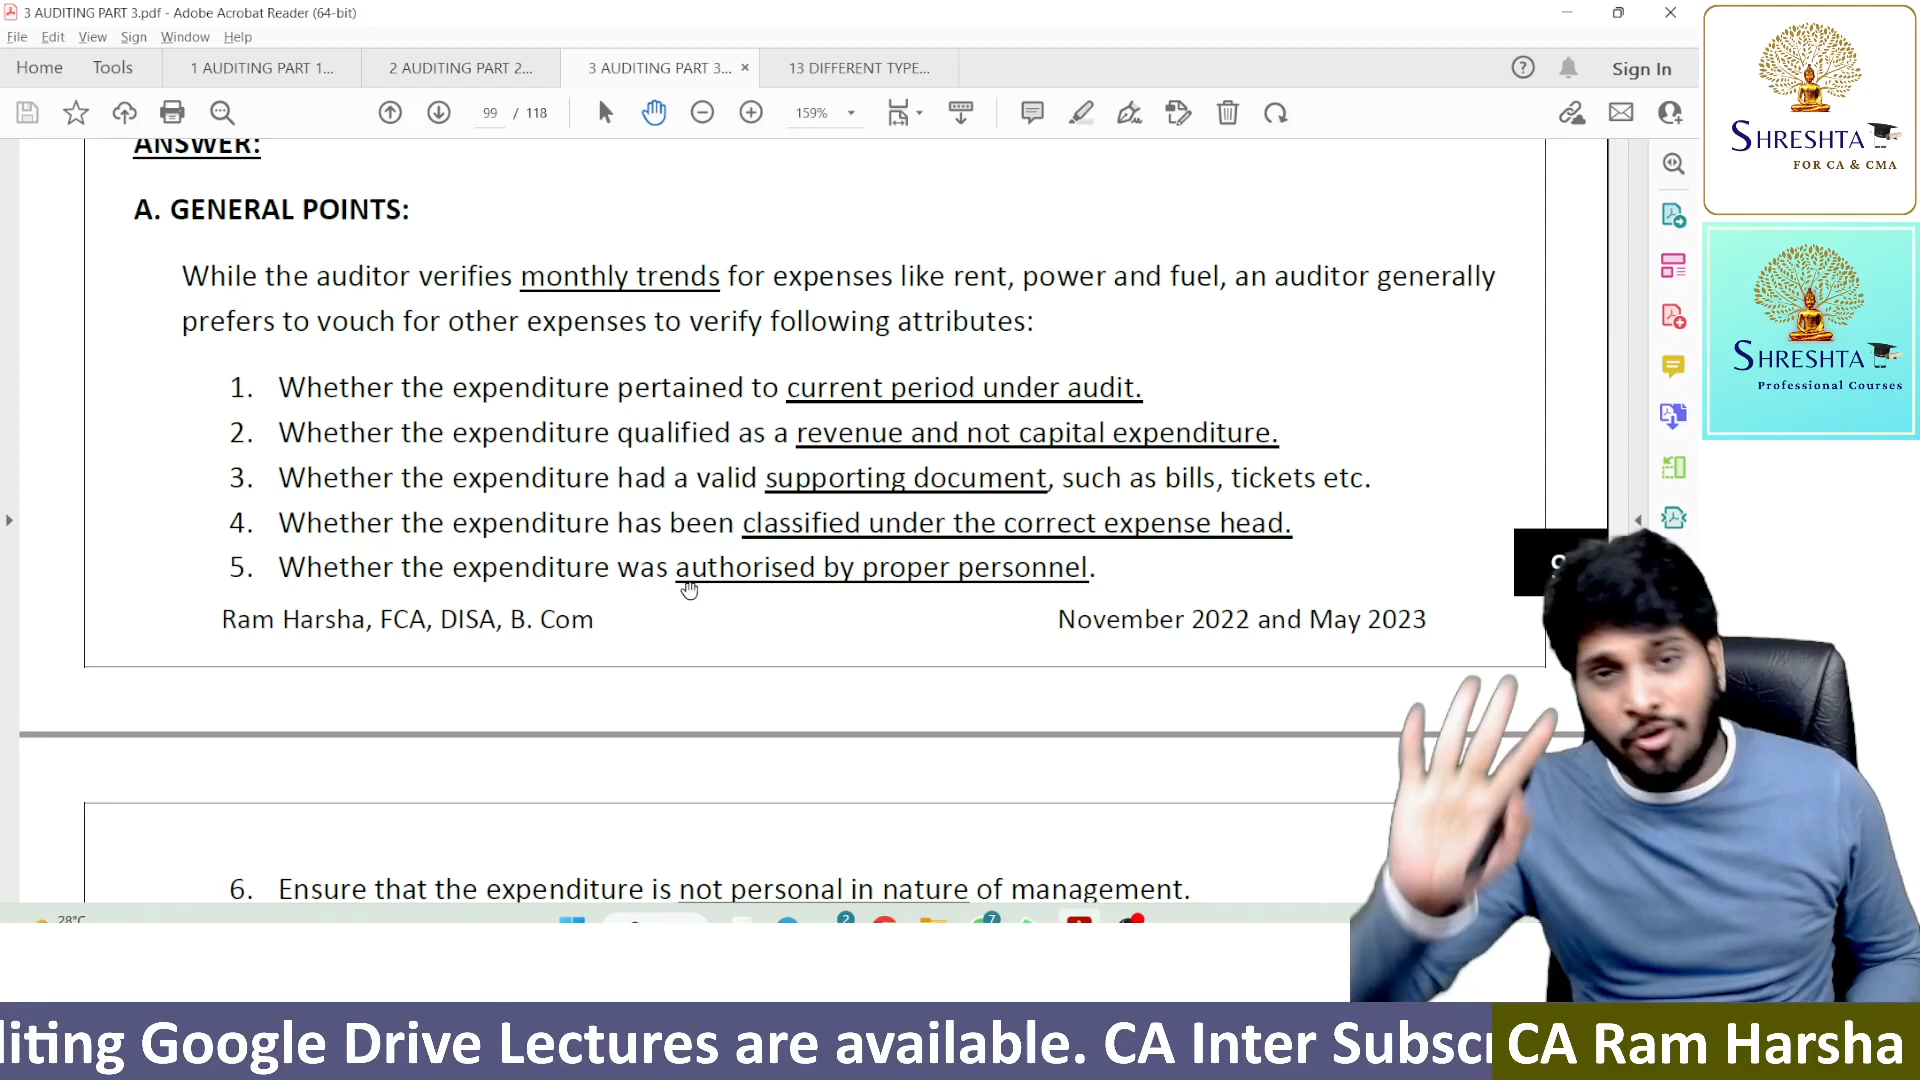 3 AUDITING PART 3.pdf - Adobe Acrobat Reader (64-bit)
File Edit View Sign Window Help
Home Tools 1 AUDITING PART 1... 2 AUDITING PART 2... 3 AUDITING PART 3... × 13 DIFFERENT TYPE... Sign In
99 / 118 159%
ANSWER:
A. GENERAL POINTS:
While the auditor verifies monthly trends for expenses like rent, power and fuel, an auditor generally
prefers to vouch for other expenses to verify following attributes:
1. Whether the expenditure pertained to current period under audit.
2. Whether the expenditure qualified as a revenue and not capital expenditure.
3. Whether the expenditure had a valid supporting document, such as bills, tickets etc.
4. Whether the expenditure has been classified under the correct expense head.
5. Whether the expenditure was authorised by proper personnel.
Ram Harsha, FCA, DISA, B. Com November 2022 and May 2023
6. Ensure that the expenditure is not personal in nature of management.
28°C
2 7
SHRESHTA
FOR CA & CMA
SHRESHTA
Professional Courses
diting Google Drive Lectures are available. CA Inter Subscr
CA Ram Harsha